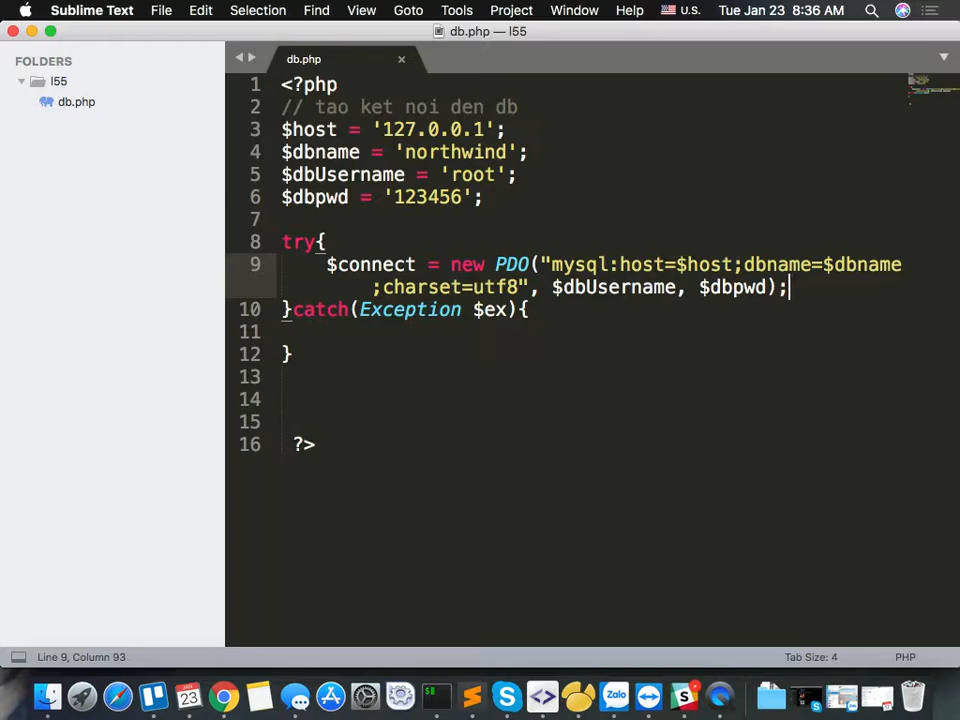 Sublime Text File Edit Selection Find View Goto Tools Project Window Help U.S. Tue Jan 23 8:36 AM
db.php — l55
FOLDERS
l55
db.php
db.php
1 <?php
2 // tao ket noi den db
3 $host = '127.0.0.1';
4 $dbname = 'northwind';
5 $dbUsername = 'root';
6 $dbpwd = '123456';
7
8 try{
9 $connect = new PDO("mysql:host=$host;dbname=$dbname
;charset=utf8", $dbUsername, $dbpwd);
10 }catch(Exception $ex){
11
12 }
13
14
15
16 ?>
Line 9, Column 93 Tab Size: 4 PHP
23
Zalo